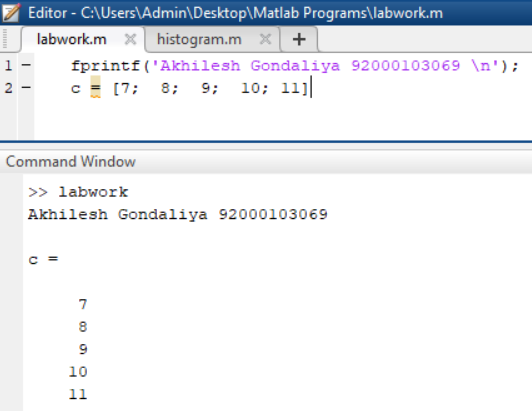 Editor - C:\Users\Admin\Desktop\Matlab Programs\labwork.m
labwork.m × histogram.m × +
1 - fprintf('Akhilesh Gondaliya 92000103069 \n');
2 - c = [7; 8; 9; 10; 11]
Command Window
>> labwork
Akhilesh Gondaliya 92000103069
c =
7
8
9
10
11